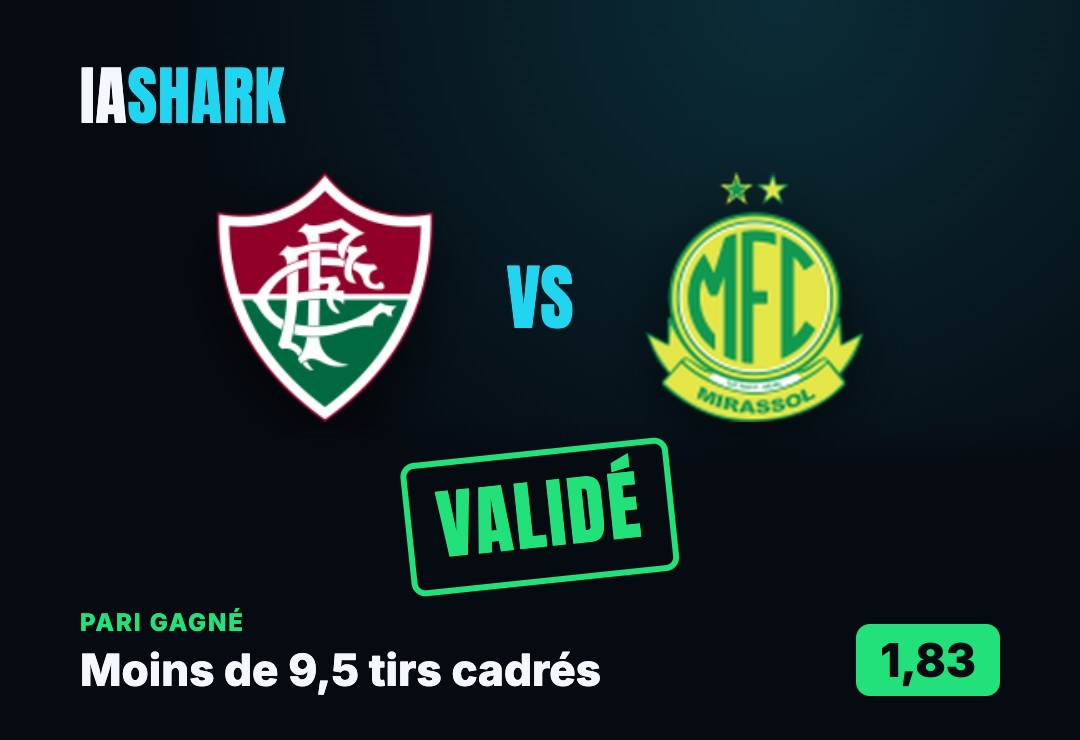 IASHARK
VS
MFC
MIRASSOL
VALIDÉ
PARI GAGNÉ
Moins de 9,5 tirs cadrés
1,83